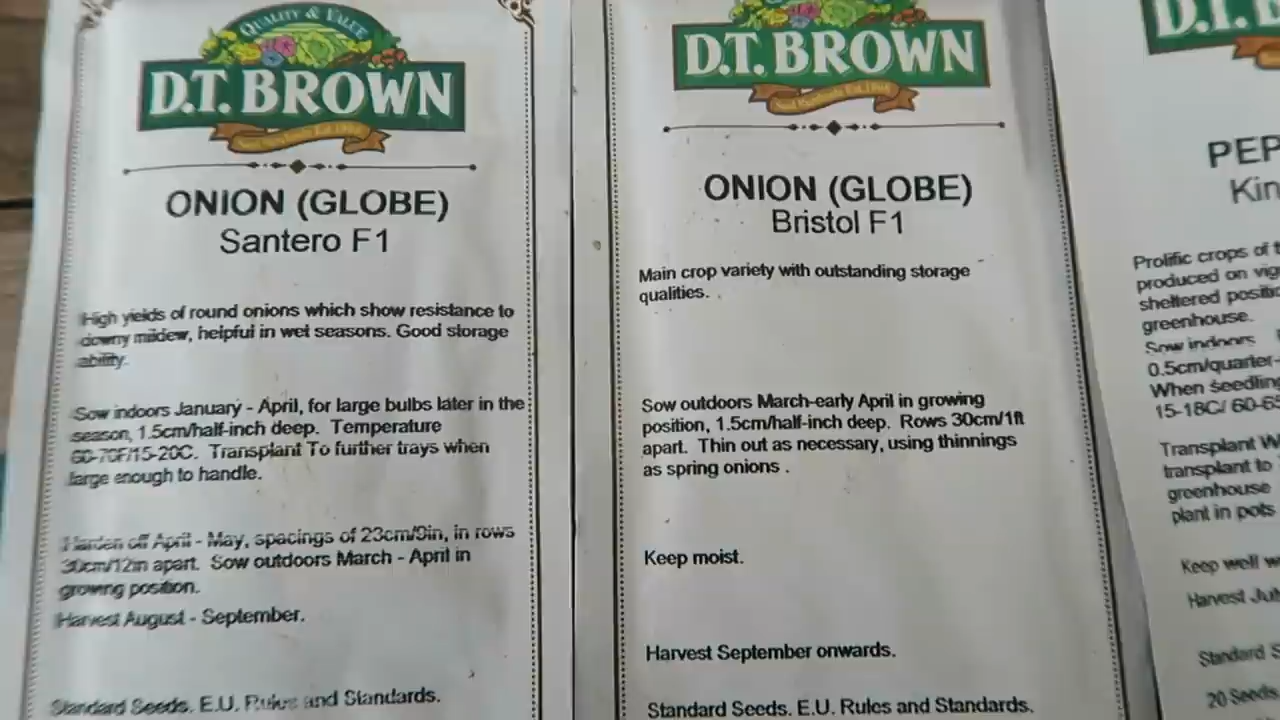 QUALITY & VALUE
D.T. BROWN
ONION (GLOBE)
Santero F1
High yields of round onions which show resistance to
downy mildew, helpful in wet seasons. Good storage
ability.
Sow indoors January - April, for large bulbs later in the
season, 1.5cm/half-inch deep. Temperature
60-70F/15-20C. Transplant To further trays when
large enough to handle.
Harden off April - May, spacings of 23cm/9in, in rows
30cm/12in apart. Sow outdoors March - April in
growing position.
Harvest August - September.
Standard Seeds. E.U. Rules and Standards.
D.T. BROWN
ONION (GLOBE)
Bristol F1
Main crop variety with outstanding storage
qualities.
Sow outdoors March-early April in growing
position, 1.5cm/half-inch deep. Rows 30cm/1ft
apart. Thin out as necessary, using thinnings
as spring onions .
Keep moist.
Harvest September onwards.
Standard Seeds. E.U. Rules and Standards.
D.T.
PEP
Kin
Prolific crops of
produced on
sheltered
greenhouse.
Sow indoors
0.5cm/quarter-
When seedling
15-18C/ 60-65
Transplant
transplant to
greenhouse
plant in pots
Keep well
Harvest
Standard
20 Seeds